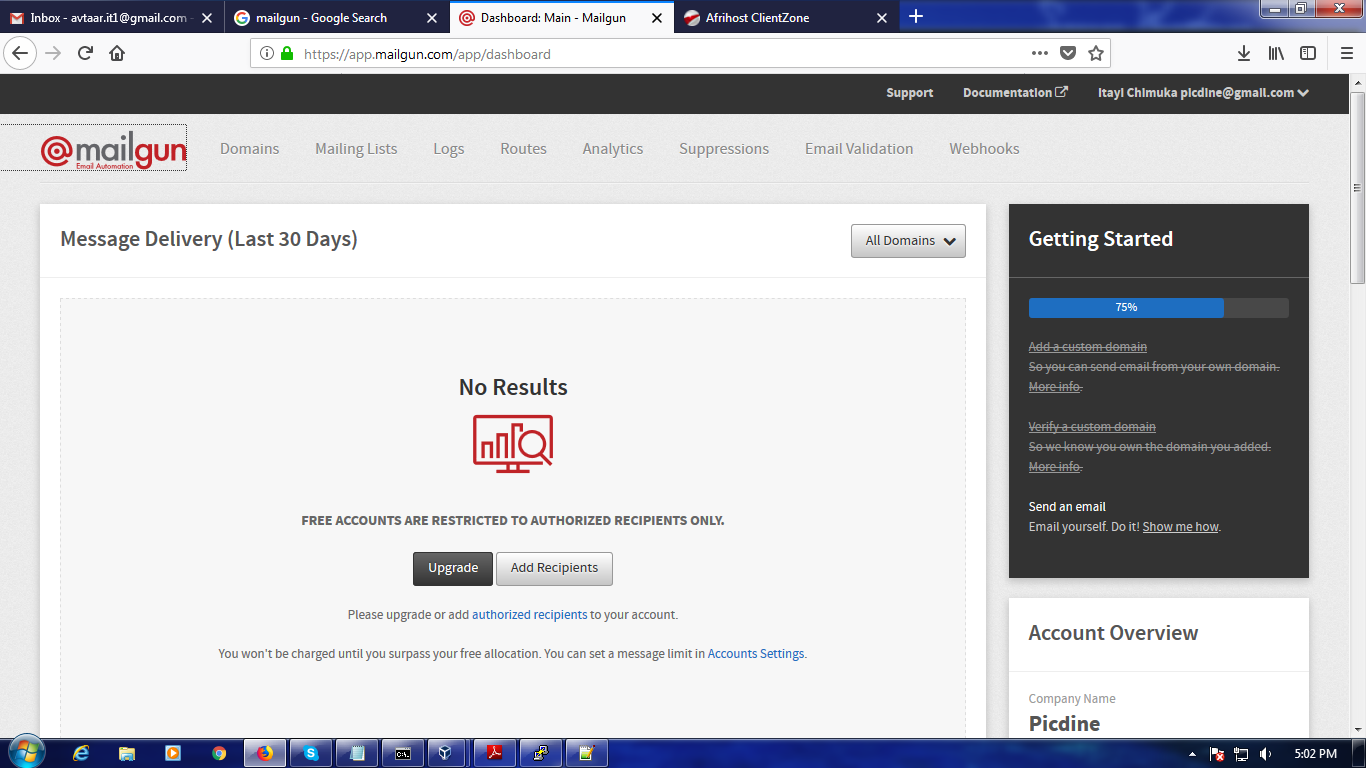 Inbox - avtaar.it1@gmail.com -
mailgun - Google Search
Dashboard: Main - Mailgun
Afrihost ClientZone
https://app.mailgun.com/app/dashboard
Support Documentation Itayi Chimuka picdine@gmail.com
@mailgun
Email Automation
Domains Mailing Lists Logs Routes Analytics Suppressions Email Validation Webhooks
Message Delivery (Last 30 Days)
All Domains
No Results
FREE ACCOUNTS ARE RESTRICTED TO AUTHORIZED RECIPIENTS ONLY.
Upgrade Add Recipients
Please upgrade or add authorized recipients to your account.
You won't be charged until you surpass your free allocation. You can set a message limit in Accounts Settings.
Getting Started
75%
Add a custom domain
So you can send email from your own domain.
More info.
Verify a custom domain
So we know you own the domain you added.
More info.
Send an email
Email yourself. Do it! Show me how.
Account Overview
Company Name
Picdine
5:02 PM